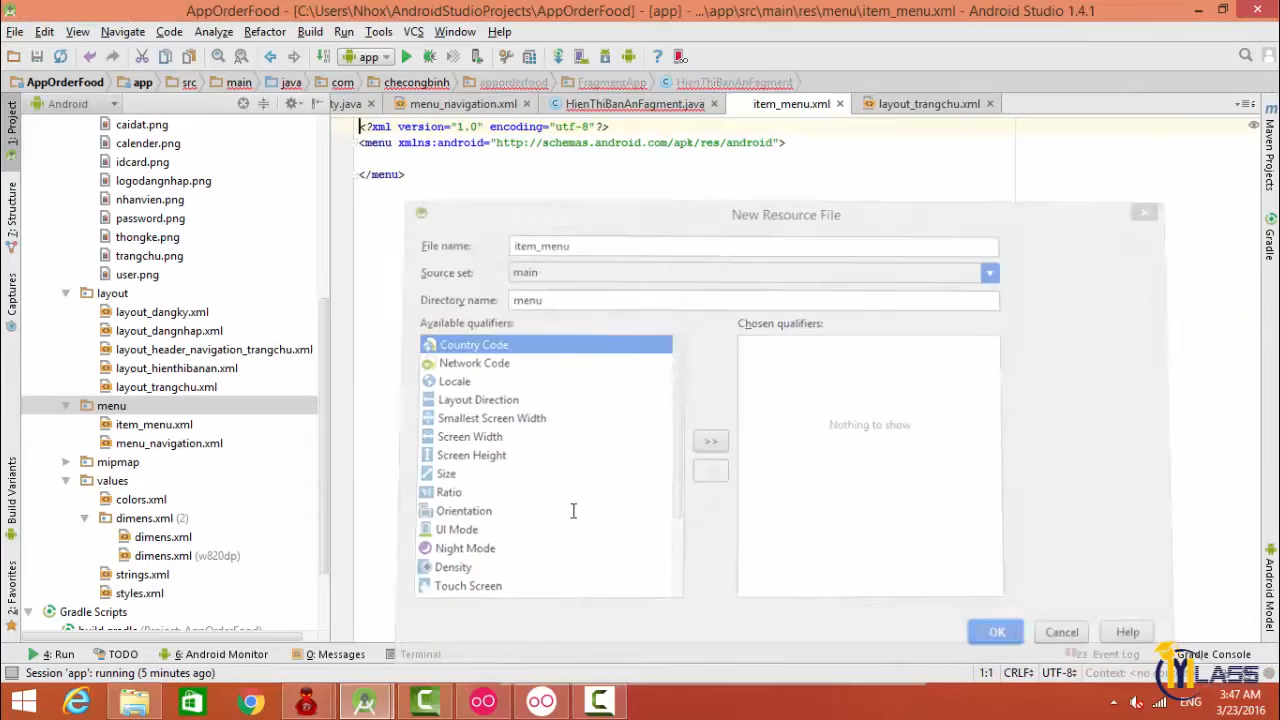 AppOrderFood - [C:\Users\Nhox\AndroidStudioProjects\AppOrderFood] - [app] - ...\app\src\main\res\menu\item_menu.xml - Android Studio 1.4.1
File Edit View Navigate Code Analyze Refactor Build Run Tools VCS Window Help
app
AppOrderFood app src main java com checongbinh apporderfood FragmentApp HienThiBanAnFagment
Android
ty.java menu_navigation.xml HienThiBanAnFagment.java item_menu.xml layout_trangchu.xml
1: Project
7: Structure
Captures
Build Variants
2: Favorites
caidat.png
calender.png
idcard.png
logodangnhap.png
nhanvien.png
password.png
thongke.png
trangchu.png
user.png
layout
layout_dangky.xml
layout_dangnhap.xml
layout_header_navigation_trangchu.xml
layout_hienthibanan.xml
layout_trangchu.xml
menu
item_menu.xml
menu_navigation.xml
mipmap
values
colors.xml
dimens.xml (2)
dimens.xml
dimens.xml (w820dp)
strings.xml
styles.xml
Gradle Scripts
build.gradle (Project: AppOrderFood)
<?xml version="1.0" encoding="utf-8"?>
<menu xmlns:android="http://schemas.android.com/apk/res/android">
</menu>
New Resource File
File name: item_menu
Source set: main
Directory name: menu
Available qualifiers: Chosen qualifiers:
Country Code
Network Code
Locale
Layout Direction
Smallest Screen Width
Screen Width
Screen Height
Size
Ratio
Orientation
UI Mode
Night Mode
Density
Touch Screen
>>
Nothing to show
OK Cancel Help
Maven Projects
Gradle
Android Model
4: Run TODO 6: Android Monitor 0: Messages Terminal Event Log Gradle Console
Session 'app': running (5 minutes ago) 1:1 CRLF UTF-8 Context: <no
ENG
3:47 AM
3/23/2016